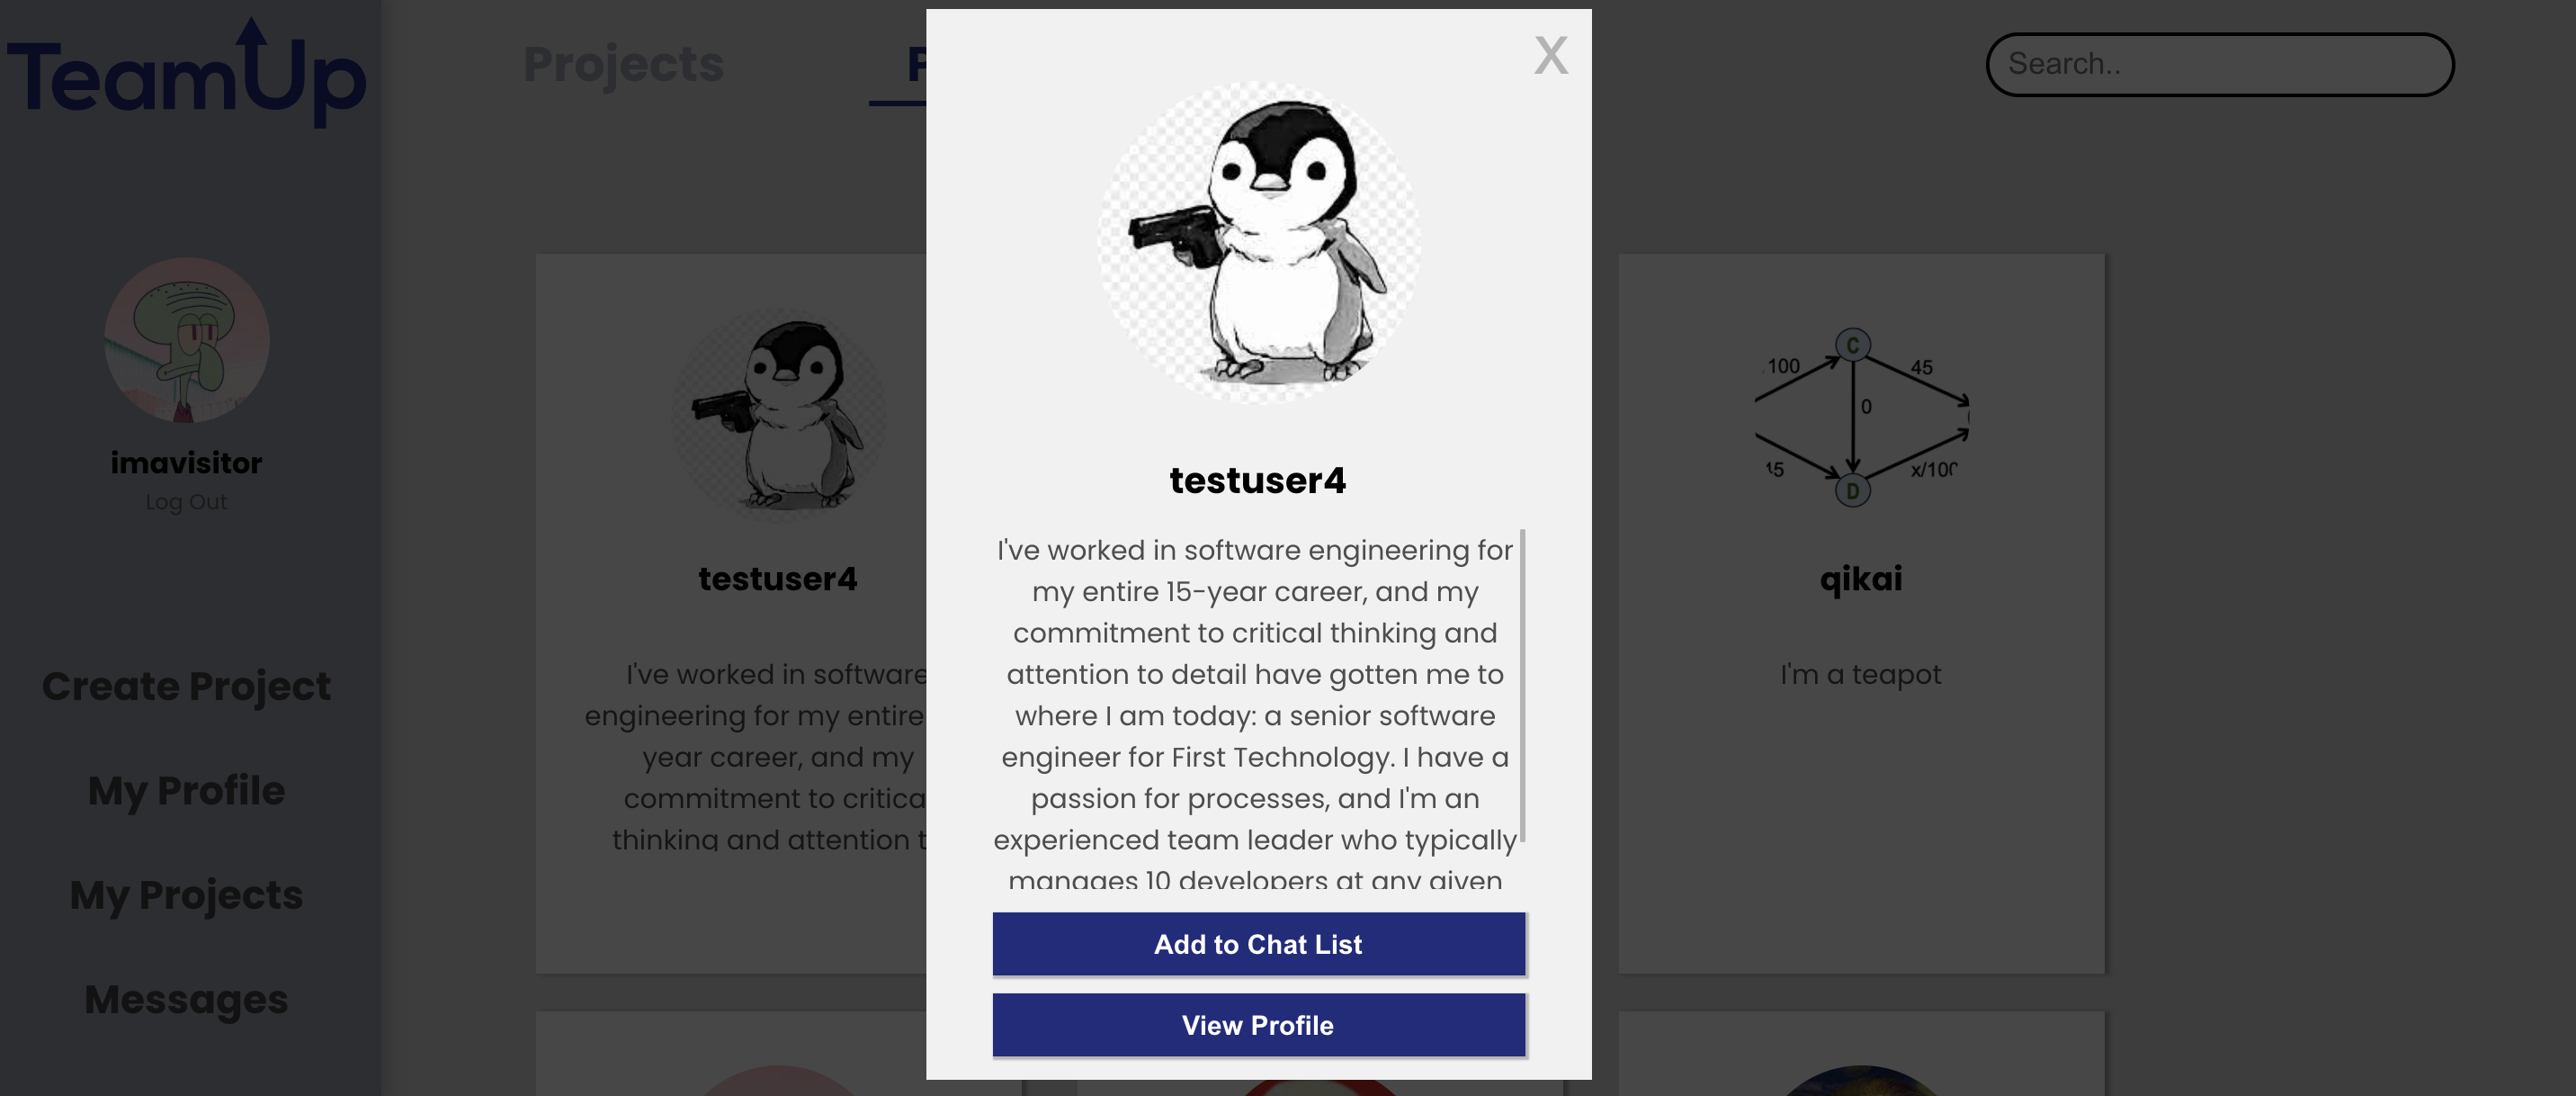 TeamUp
Projects
P
Search..
X
imavisitor
Log Out
Create Project
My Profile
My Projects
Messages
testuser4
I've worked in software
engineering for my entire
year career, and my
commitment to critica
thinking and attention t
testuser4
I've worked in software engineering for
my entire 15-year career, and my
commitment to critical thinking and
attention to detail have gotten me to
where I am today: a senior software
engineer for First Technology. I have a
passion for processes, and I'm an
experienced team leader who typically
manages 10 developers at any given
Add to Chat List
View Profile
C
100
45
0
15
x/100
D
qikai
I'm a teapot